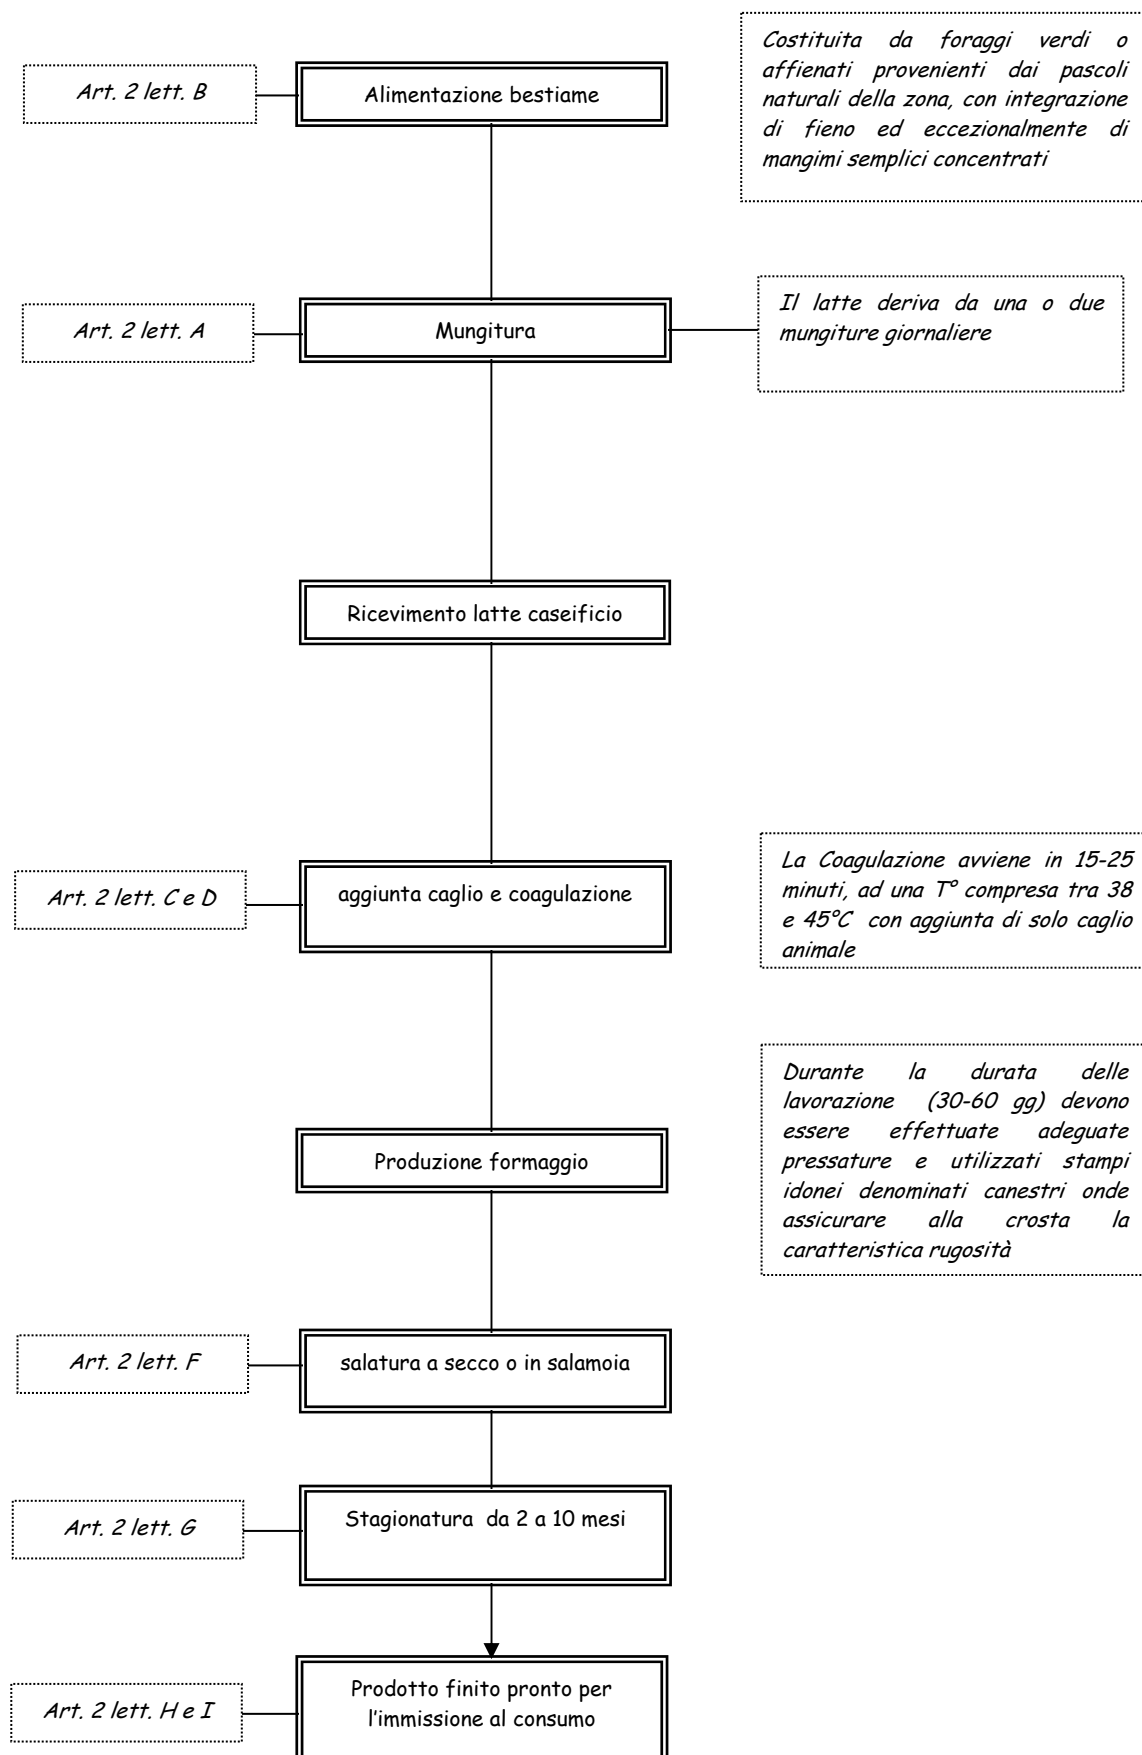 Art. 2 lett. B
Alimentazione bestiame
Costituita da foraggi verdi o
affienati provenienti dai pascoli
naturali della zona, con integrazione
di fieno ed eccezionalmente di
mangimi semplici concentrati
Art. 2 lett. A
Mungitura
Il latte deriva da una o due
mungiture giornaliere
Ricevimento latte caseificio
Art. 2 lett. C e D
aggiunta caglio e coagulazione
La Coagulazione avviene in 15-25
minuti, ad una T° compresa tra 38
e 45°C con aggiunta di solo caglio
animale
Produzione formaggio
Durante la durata delle
lavorazione (30-60 gg) devono
essere effettuate adeguate
pressature e utilizzati stampi
idonei denominati canestri onde
assicurare alla crosta la
caratteristica rugosità
Art. 2 lett. F
salatura a secco o in salamoia
Art. 2 lett. G
Stagionatura da 2 a 10 mesi
Art. 2 lett. H e I
Prodotto finito pronto per
l'immissione al consumo